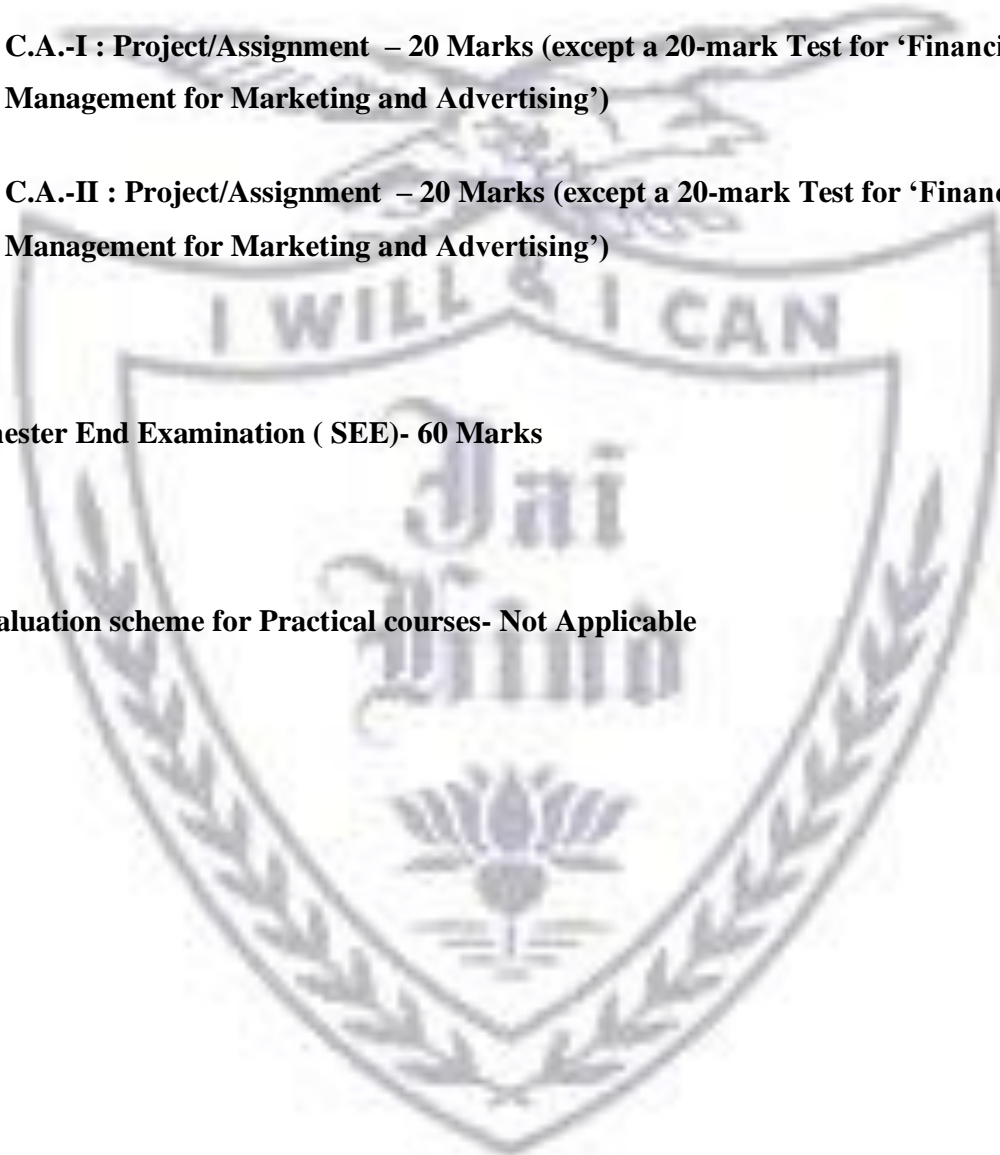 C.A.-I : Project/Assignment – 20 Marks (except a 20-mark Test for ‘Financi
Management for Marketing and Advertising’)
C.A.-II : Project/Assignment – 20 Marks (except a 20-mark Test for ‘Financ
Management for Marketing and Advertising’)
I WILL & I CAN
nester End Examination ( SEE)- 60 Marks
Jai
aluation scheme for Practical courses- Not Applicable
Hind